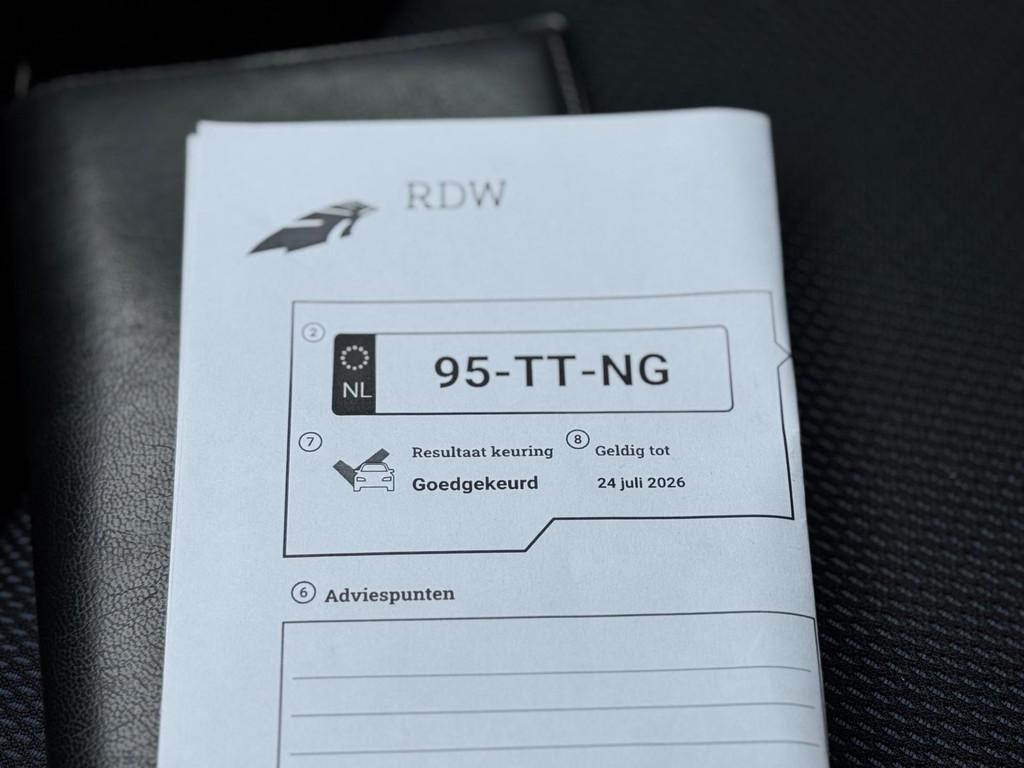 RDW
2
NL
95-TT-NG
7
Resultaat keuring
Goedgekeurd
8
Geldig tot
24 juli 2026
6 Adviespunten